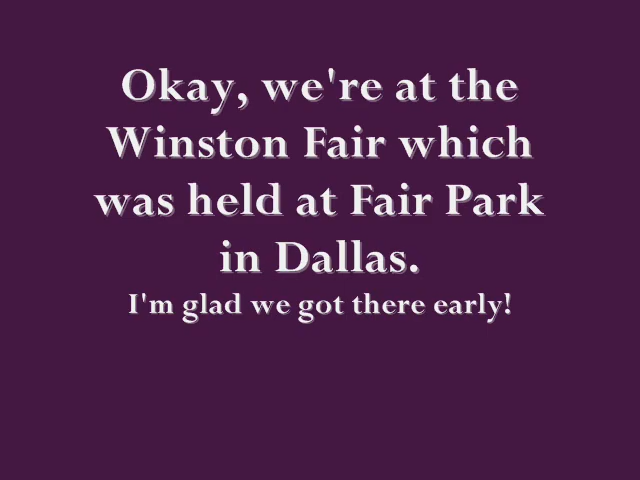 Okay, we're at the
Winston Fair which
was held at Fair Park
in Dallas.
I'm glad we got there early!